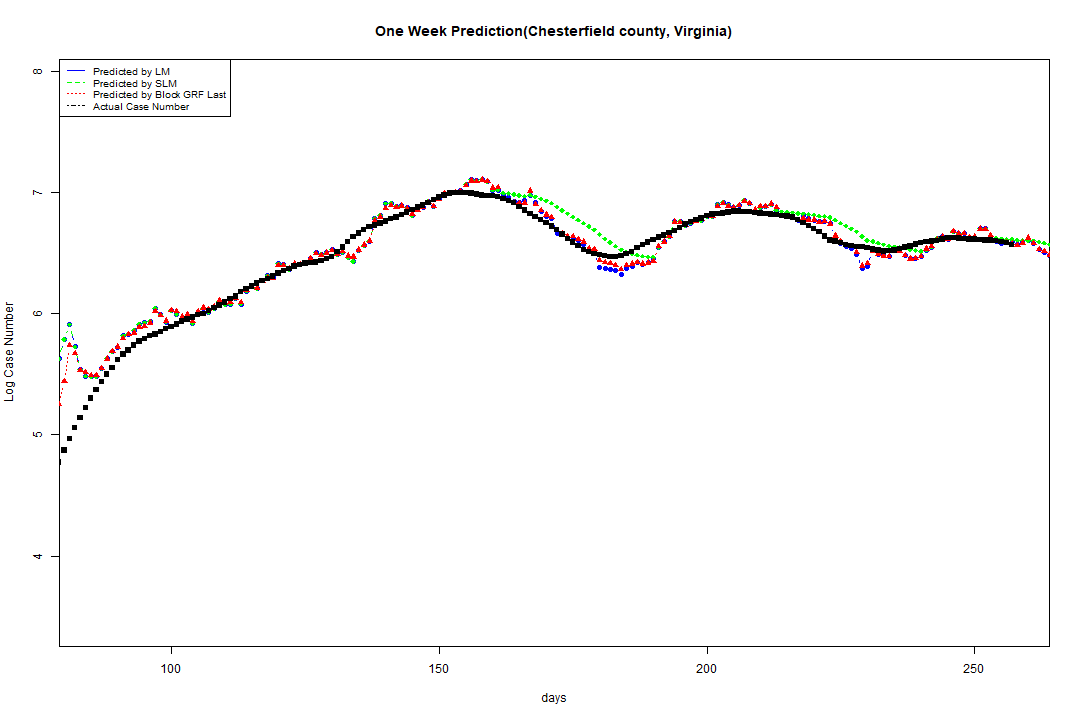 One Week Prediction(Chesterfield county, Virginia)
Predicted by LM
Predicted by SLM
Predicted by Block GRF Last
Actual Case Number
8
7
6
5
4
Log Case Number
100
150
200
250
days